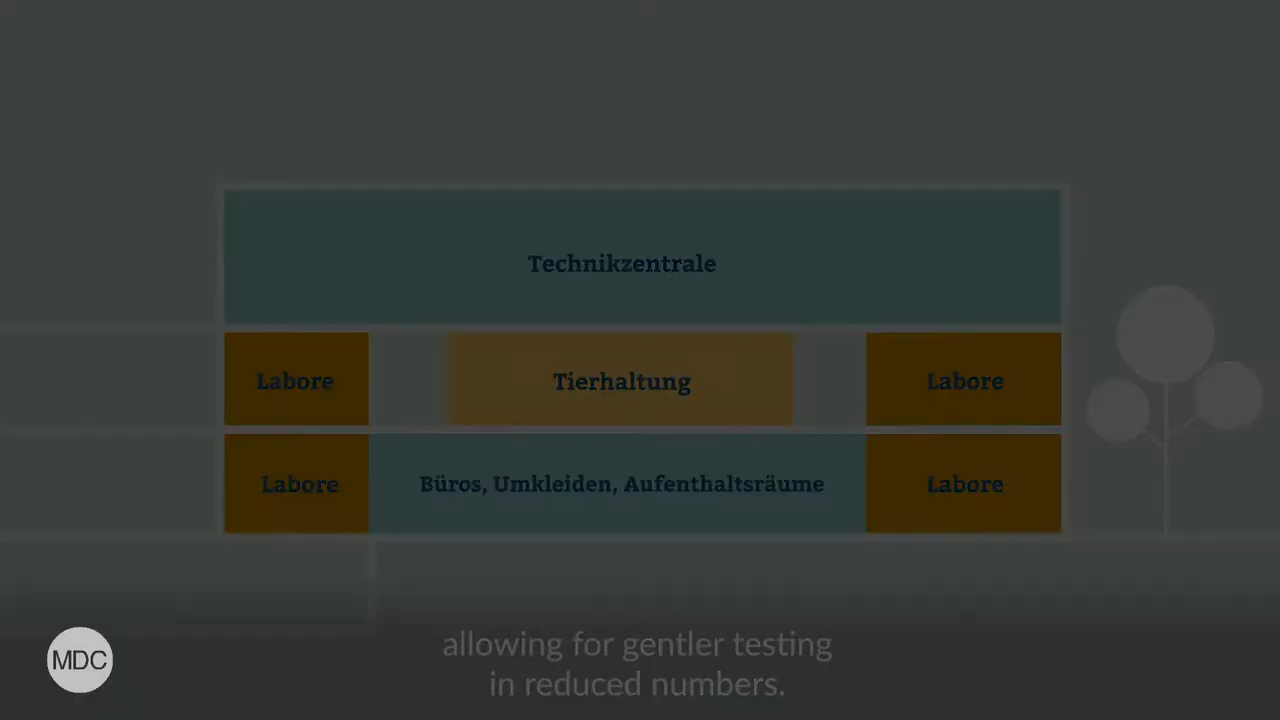 Technikzentrale
Labore
Tierhaltung
Labore
Labore
Büros, Umkleiden, Aufenthaltsräume
Labore
allowing for gentler testing
in reduced numbers.
MDC